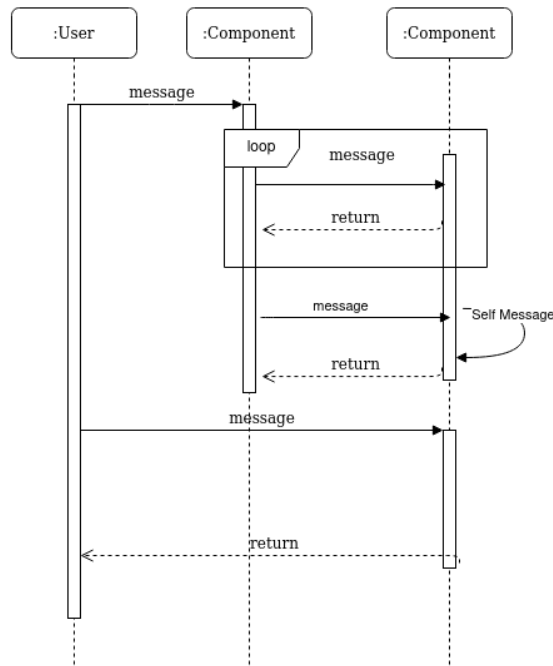 :User
:Component
:Component
message
loop
message
return
message
Self Message
return
message
return